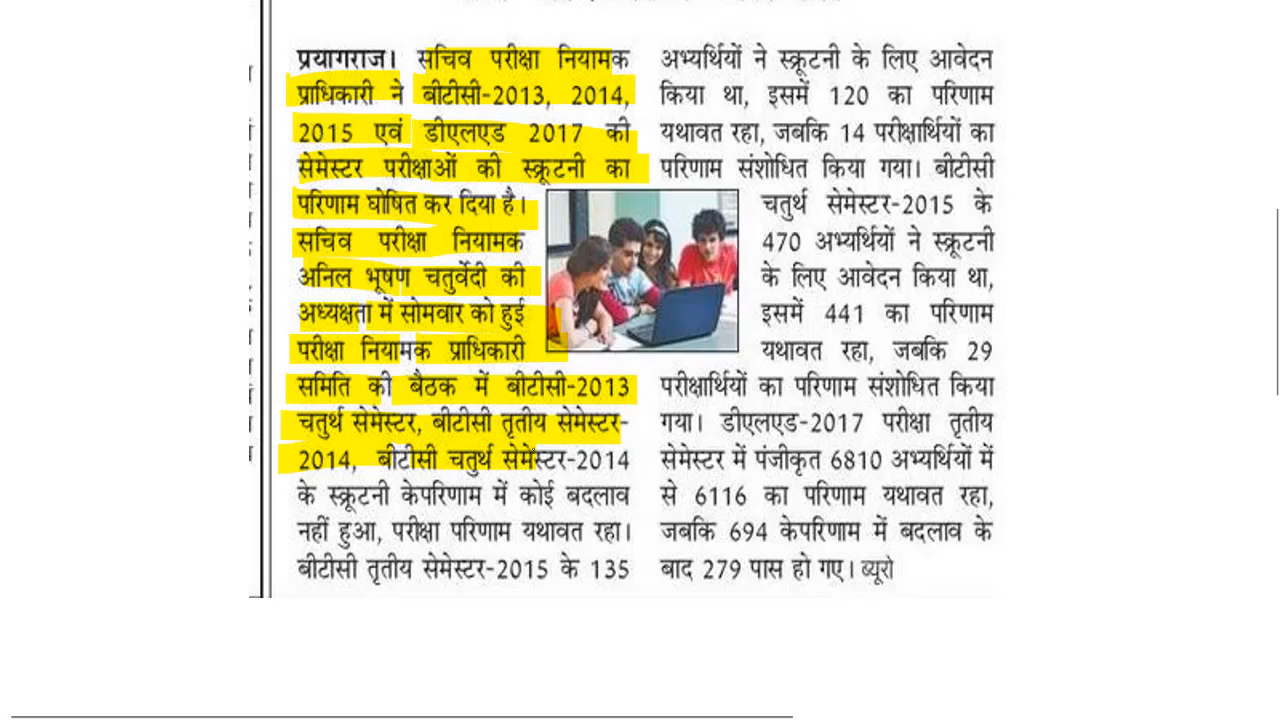 प्रयागराज। सचिव परीक्षा नियामक
प्राधिकारी ने बीटीसी-2013, 2014,
2015 एवं डीएलएड 2017 की
सेमेस्टर परीक्षाओं की स्क्रूटनी का
परिणाम घोषित कर दिया है।
सचिव परीक्षा नियामक
अनिल भूषण चतुर्वेदी की
अध्यक्षता में सोमवार को हुई
परीक्षा नियामक प्राधिकारी
समिति की बैठक में बीटीसी-2013
चतुर्थ सेमेस्टर, बीटीसी तृतीय सेमेस्टर-
2014, बीटीसी चतुर्थ सेमेस्टर-2014
के स्क्रूटनी केपरिणाम में कोई बदलाव
नहीं हुआ, परीक्षा परिणाम यथावत रहा।
बीटीसी तृतीय सेमेस्टर-2015 के 135
अभ्यर्थियों ने स्क्रूटनी के लिए आवेदन
किया था, इसमें 120 का परिणाम
यथावत रहा, जबकि 14 परीक्षार्थियों का
परिणाम संशोधित किया गया। बीटीसी
चतुर्थ सेमेस्टर-2015 के
470 अभ्यर्थियों ने स्क्रूटनी
के लिए आवेदन किया था,
इसमें 441 का परिणाम
यथावत रहा, जबकि 29
परीक्षार्थियों का परिणाम संशोधित किया
गया। डीएलएड-2017 परीक्षा तृतीय
सेमेस्टर में पंजीकृत 6810 अभ्यर्थियों में
से 6116 का परिणाम यथावत रहा,
जबकि 694 केपरिणाम में बदलाव के
बाद 279 पास हो गए। ब्यूरो